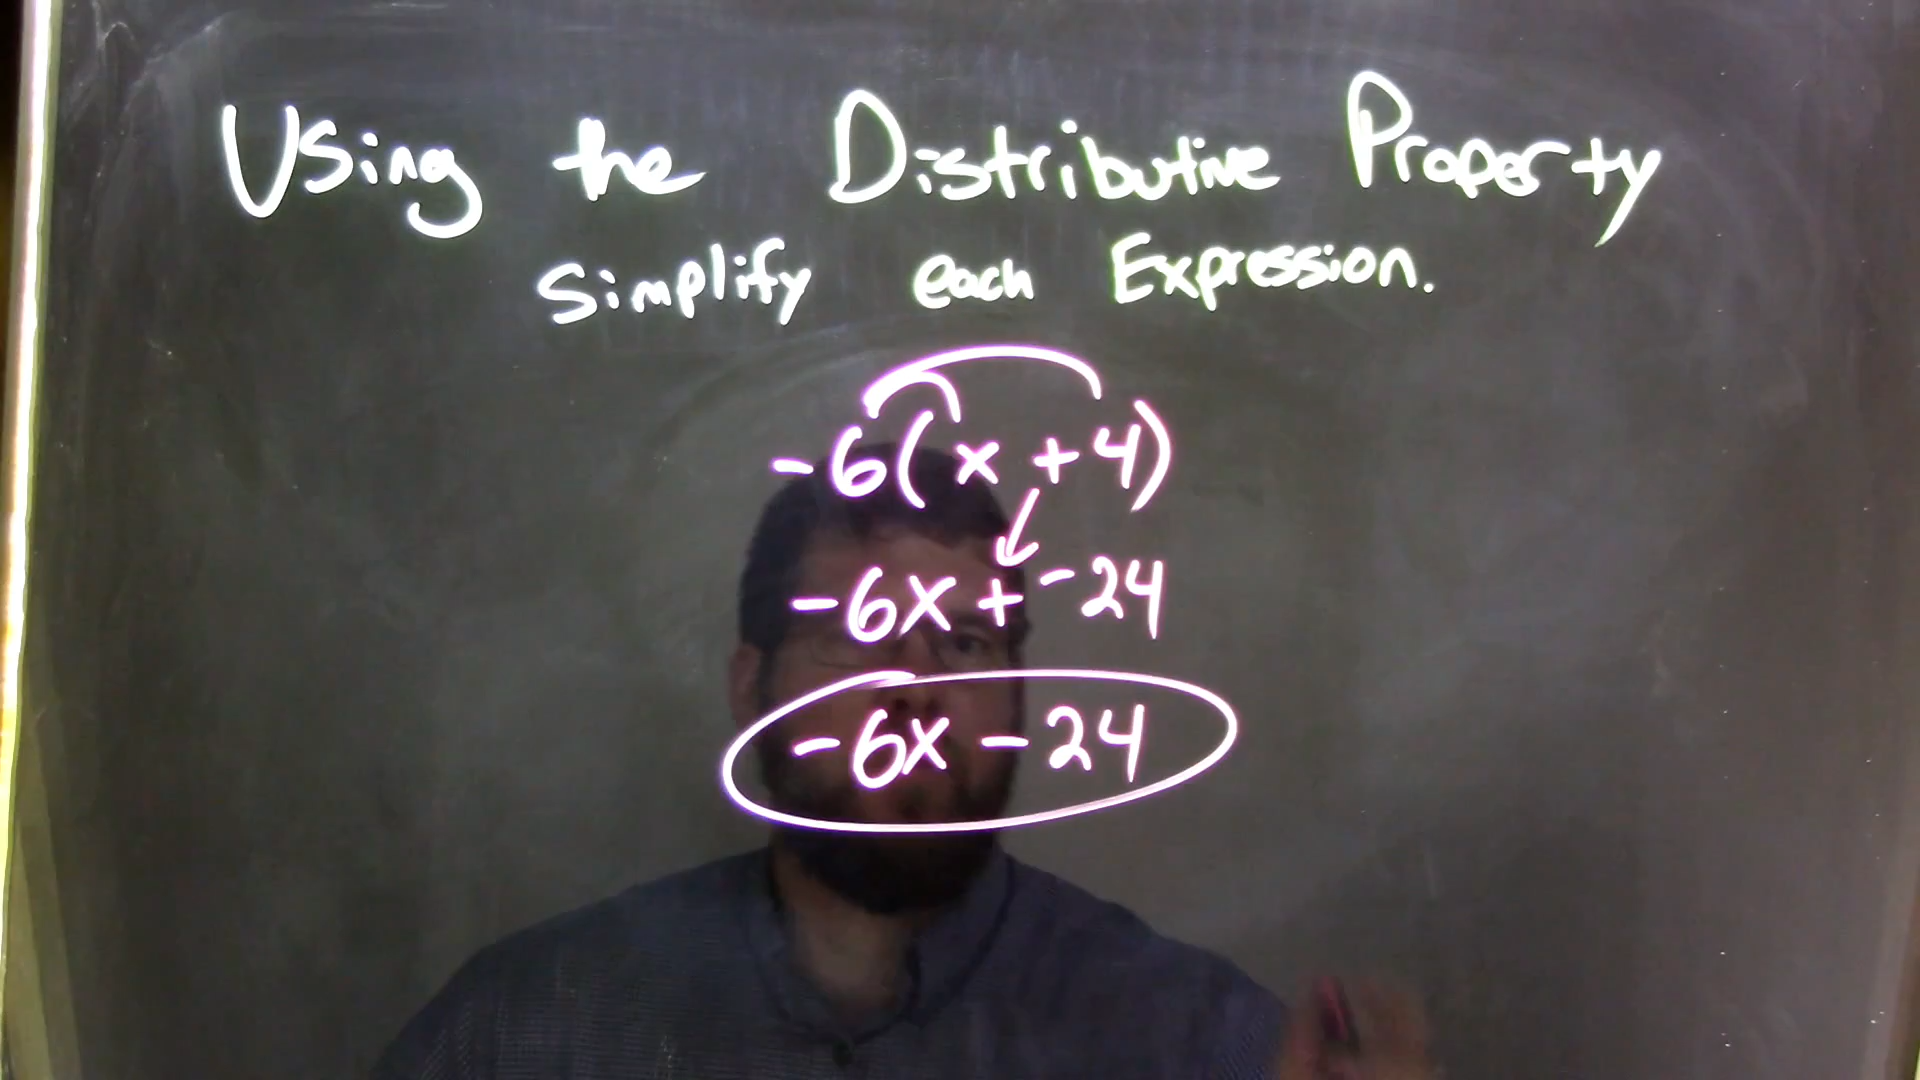 Using the Distributive Property
simplify each Expression.
-6(x + 4)
-6x + -24
-6x - 24